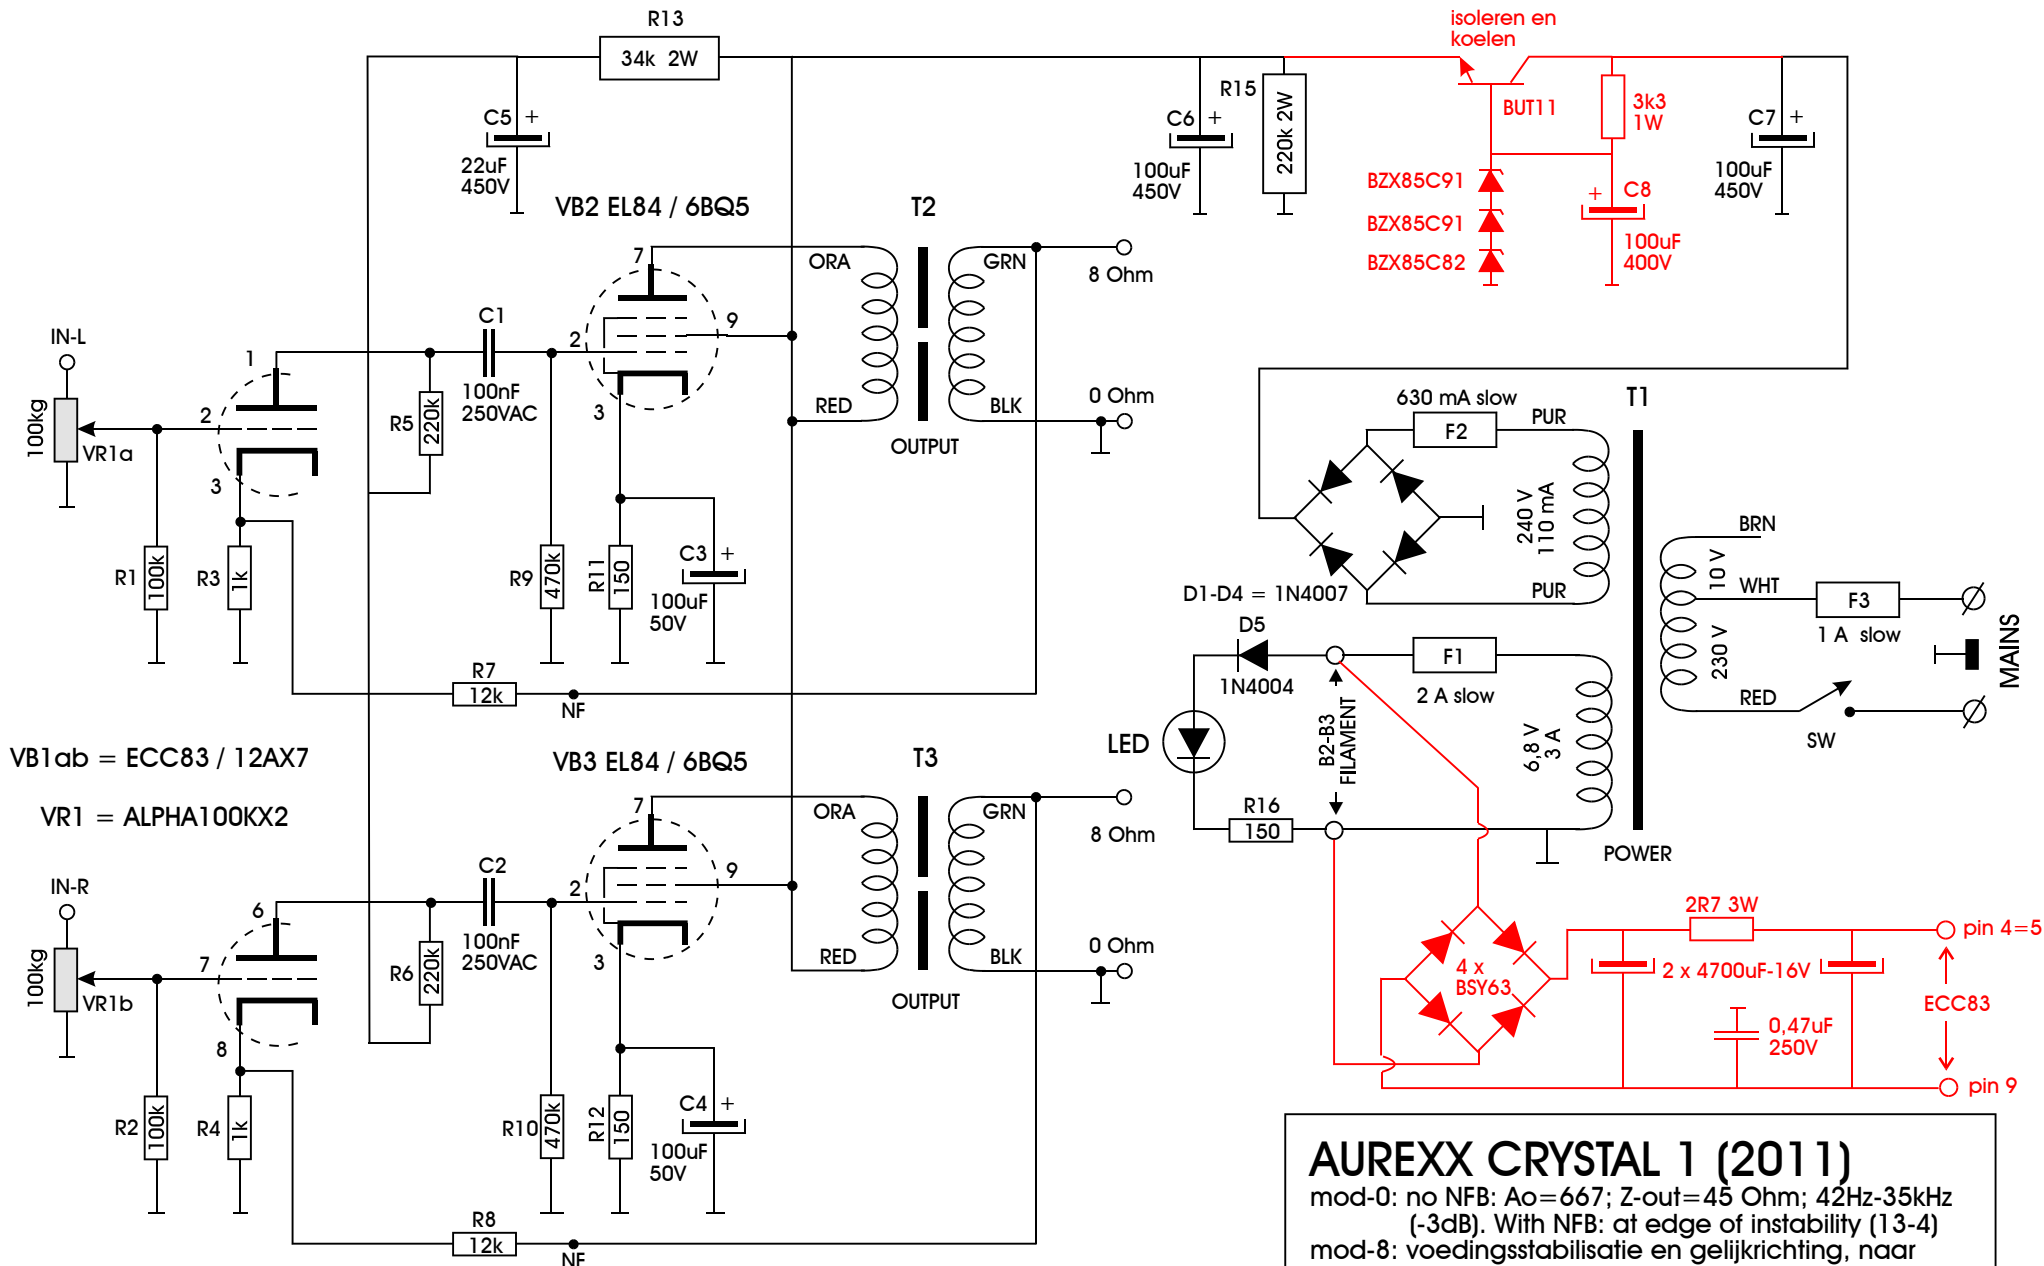 R13
34k 2W
C5 +
22uF
450V
VB2 EL84 / 6BQ5
T2
C6 +
100uF
450V
R15
220k 2W
isoleren en
koelen
BUT11
3k3
1W
C7 +
100uF
450V
BZX85C91
BZX85C91
BZX85C82
+ C8
100uF
400V
7
ORA
GRN
8 Ohm
IN-L
100kg
VR1a
1
2
3
C1
100nF
250VAC
R5
220k
2
9
3
RED
BLK
0 Ohm
OUTPUT
R1
100k
R3
1k
R9
470k
R11
150
C3 +
100uF
50V
R7
12k
NF
630 mA slow
F2
PUR
T1
240 V
110 mA
PUR
D1-D4 = 1N4007
BRN
10 V
WHT
F3
1 A slow
230 V
RED
SW
MAINS
D5
1N4004
F1
2 A slow
LED
B2-B3
FILAMENT
6,8 V
3 A
R16
150
POWER
VB1ab = ECC83 / 12AX7
VR1 = ALPHA100KX2
VB3 EL84 / 6BQ5
T3
7
ORA
GRN
8 Ohm
IN-R
100kg
VR1b
6
7
8
C2
100nF
250VAC
R6
220k
2
9
3
RED
BLK
0 Ohm
OUTPUT
R2
100k
R4
1k
R10
470k
R12
150
C4 +
100uF
50V
R8
12k
NF
4 x
BSY63
2R7 3W
2 x 4700uF-16V
0,47uF
250V
pin 4=5
ECC83
pin 9
AUREXX CRYSTAL 1 (2011)
mod-0: no NFB: Ao=667; Z-out=45 Ohm; 42Hz-35kHz
(-3dB). With NFB: at edge of instability (13-4)
mod-8: voedingsstabilisatie en gelijkrichting, naar